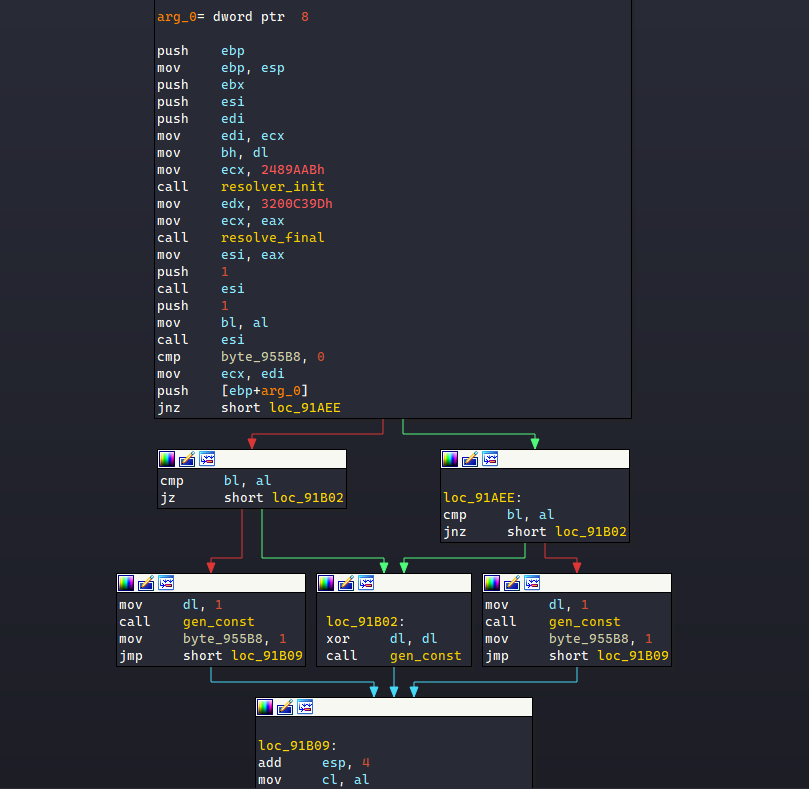 arg_0= dword ptr  8
push    ebp
mov     ebp, esp
push    ebx
push    esi
push    edi
mov     edi, ecx
mov     bh, dl
mov     ecx, 2489AABh
call    resolver_init
mov     edx, 3200C39Dh
mov     ecx, eax
call    resolve_final
mov     esi, eax
push    1
call    esi
push    1
mov     bl, al
call    esi
cmp     byte_955B8, 0
mov     ecx, edi
push    [ebp+arg_0]
jnz     short loc_91AEE
cmp     bl, al
jz      short loc_91B02
loc_91AEE:
cmp     bl, al
jnz     short loc_91B02
mov     dl, 1
call    gen_const
mov     byte_955B8, 1
jmp     short loc_91B09
loc_91B02:
xor     dl, dl
call    gen_const
mov     dl, 1
call    gen_const
mov     byte_955B8, 1
jmp     short loc_91B09
loc_91B09:
add     esp, 4
mov     cl, al